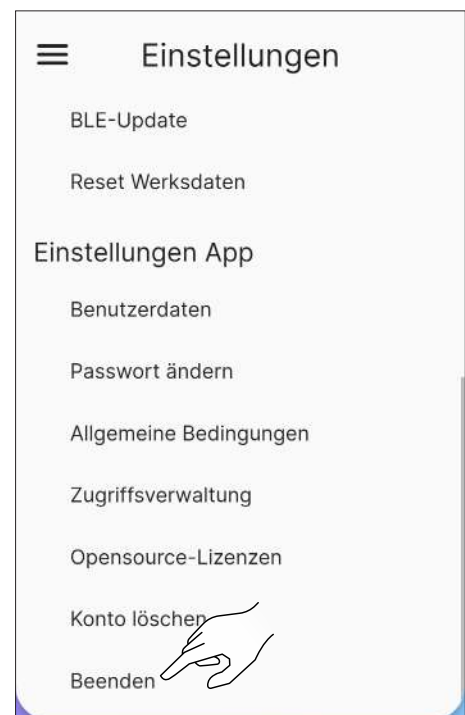 Einstellungen
BLE-Update
Reset Werksdaten
Einstellungen App
Benutzerdaten
Passwort ändern
Allgemeine Bedingungen
Zugriffsverwaltung
Opensource-Lizenzen
Konto löschen
Beenden